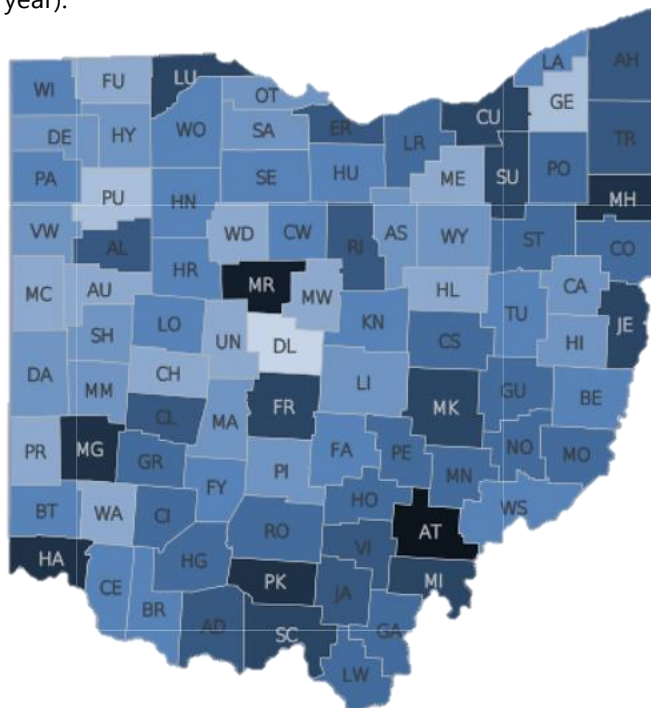 year).
LU
LA
AH
WI
FU
OT
GE
CU
ER
WO
SA
LR
TR
DE
HY
PO
HU
SE
ME
SU
PA
PU
HN
MH
VW
WD
CW
RI
AS
WY
ST
CO
AL
HR
MR
MC
AU
MW
HL
CA
LO
KN
TU
JE
SH
UN
DL
CS
HI
CH
DA
LI
MM
GU
BE
CL
FR
MK
MA
PR
MG
FA
PE
NO
MO
GR
PI
MN
FY
HO
BT
WA
CI
WS
RO
AT
VI
HA
HG
PK
MI
CE
JA
BR
AD
SC
GA
LW